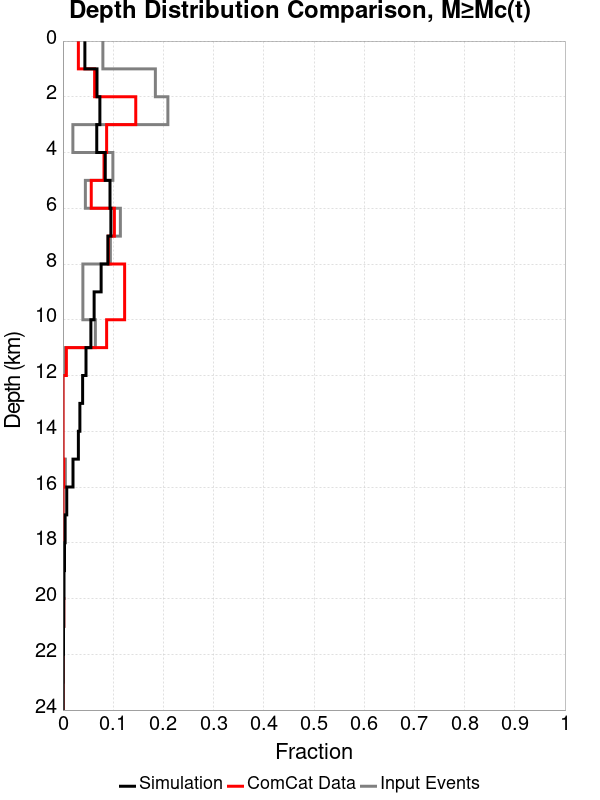 Depth Distribution Comparison, M≥Mc(t)
0
2
4
6
8
10
12
14
16
18
20
22
24
Depth (km)
0 0.1 0.2 0.3 0.4 0.5 0.6 0.7 0.8 0.9 1
Fraction
Simulation ComCat Data Input Events